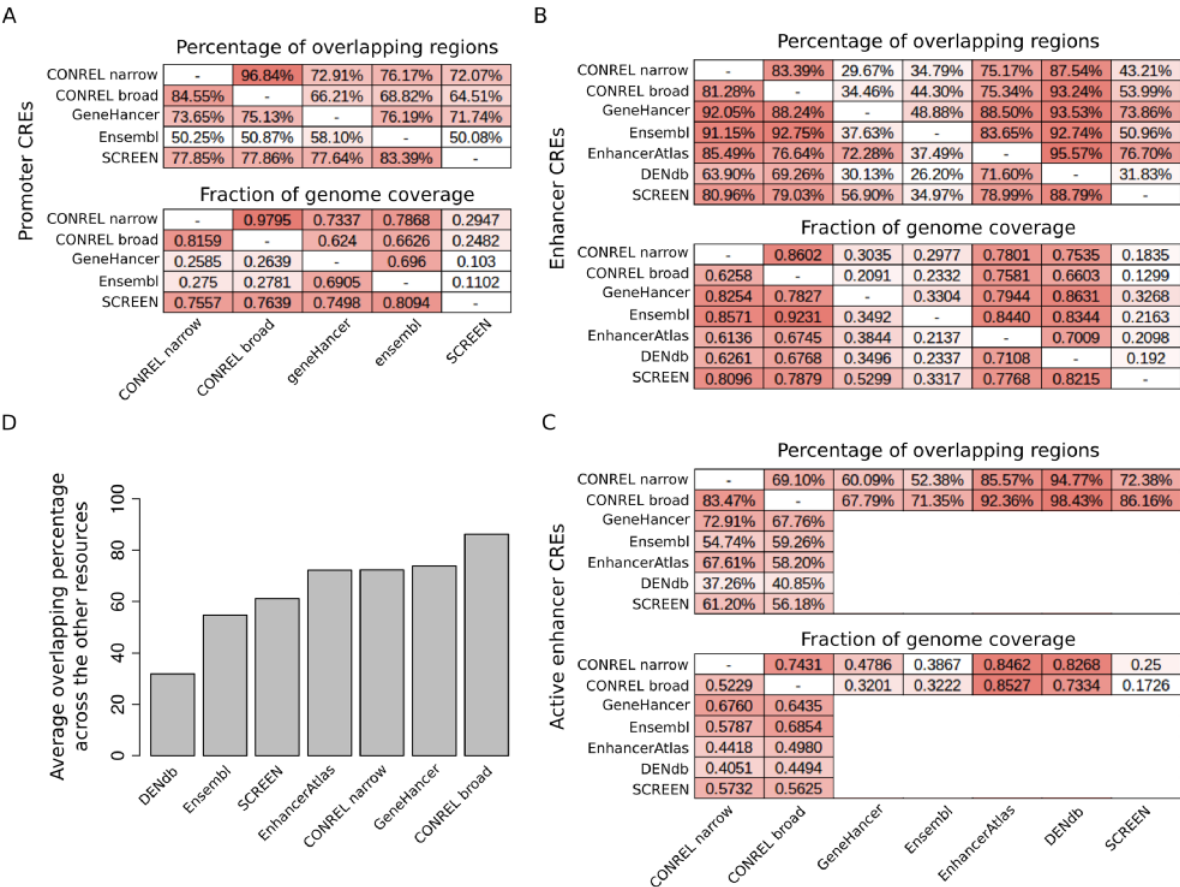 A
Percentage of overlapping regions
Promoter CREs
CONREL narrow - 96.84% 72.91% 76.17% 72.07%
CONREL broad 84.55% - 66.21% 68.82% 64.51%
GeneHancer 73.65% 75.13% - 76.19% 71.74%
Ensembl 50.25% 50.87% 58.10% - 50.08%
SCREEN 77.85% 77.86% 77.64% 83.39% -
Fraction of genome coverage
CONREL narrow - 0.9795 0.7337 0.7868 0.2947
CONREL broad 0.8159 - 0.624 0.6626 0.2482
GeneHancer 0.2585 0.2639 - 0.696 0.103
Ensembl 0.275 0.2781 0.6905 - 0.1102
SCREEN 0.7557 0.7639 0.7498 0.8094 -
CONREL narrow CONREL broad geneHancer ensembl SCREEN
B
Percentage of overlapping regions
Enhancer CREs
CONREL narrow - 83.39% 29.67% 34.79% 75.17% 87.54% 43.21%
CONREL broad 81.28% - 34.46% 44.30% 75.34% 93.24% 53.99%
GeneHancer 92.05% 88.24% - 48.88% 88.50% 93.53% 73.86%
Ensembl 91.15% 92.75% 37.63% - 83.65% 92.74% 50.96%
EnhancerAtlas 85.49% 76.64% 72.28% 37.49% - 95.57% 76.70%
DENdb 63.90% 69.26% 30.13% 26.20% 71.60% - 31.83%
SCREEN 80.96% 79.03% 56.90% 34.97% 78.99% 88.79% -
Fraction of genome coverage
CONREL narrow - 0.8602 0.3035 0.2977 0.7801 0.7535 0.1835
CONREL broad 0.6258 - 0.2091 0.2332 0.7581 0.6603 0.1299
GeneHancer 0.8254 0.7827 - 0.3304 0.7944 0.8631 0.3268
Ensembl 0.8571 0.9231 0.3492 - 0.8440 0.8344 0.2163
EnhancerAtlas 0.6136 0.6745 0.3844 0.2137 - 0.7009 0.2098
DENdb 0.6261 0.6768 0.3496 0.2337 0.7108 - 0.192
SCREEN 0.8096 0.7879 0.5299 0.3317 0.7768 0.8215 -
D
Average overlapping percentage
across the other resources
100
80
60
40
20
0
DENdb Ensembl SCREEN EnhancerAtlas CONREL narrow GeneHancer CONREL broad
C
Percentage of overlapping regions
Active enhancer CREs
CONREL narrow - 69.10% 60.09% 52.38% 85.57% 94.77% 72.38%
CONREL broad 83.47% - 67.79% 71.35% 92.36% 98.43% 86.16%
GeneHancer 72.91% 67.76%
Ensembl 54.74% 59.26%
EnhancerAtlas 67.61% 58.20%
DENdb 37.26% 40.85%
SCREEN 61.20% 56.18%
Fraction of genome coverage
CONREL narrow - 0.7431 0.4786 0.3867 0.8462 0.8268 0.25
CONREL broad 0.5229 - 0.3201 0.3222 0.8527 0.7334 0.1726
GeneHancer 0.6760 0.6435
Ensembl 0.5787 0.6854
EnhancerAtlas 0.4418 0.4980
DENdb 0.4051 0.4494
SCREEN 0.5732 0.5625
CONREL narrow CONREL broad GeneHancer Ensembl EnhancerAtlas DENdb SCREEN